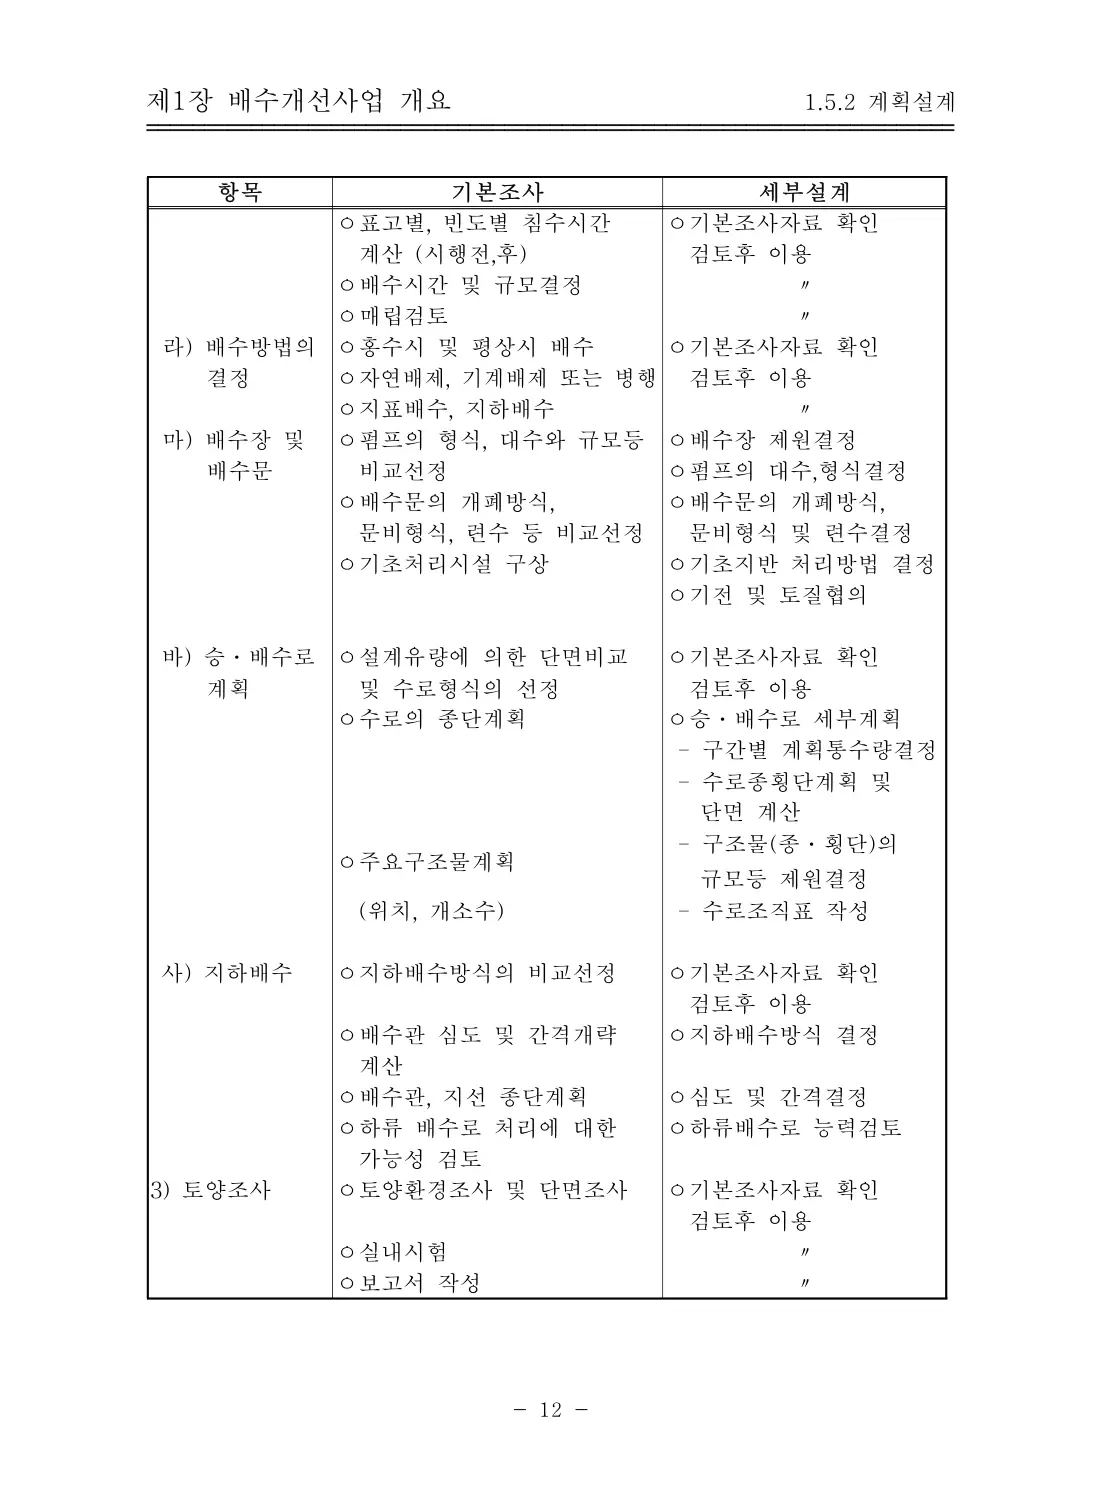 제1장 배수개선사업 개요 1.5.2 계획설계
항목 기본조사 세부설계
ㅇ표고별, 빈도별 침수시간 ㅇ기본조사자료 확인
계산 (시행전,후) 검토후 이용
ㅇ배수시간 및 규모결정 〃
ㅇ매립검토 〃
라) 배수방법의 ㅇ홍수시 및 평상시 배수 ㅇ기본조사자료 확인
결정 ㅇ자연배제, 기계배제 또는 병행 검토후 이용
ㅇ지표배수, 지하배수 〃
마) 배수장 및 ㅇ펌프의 형식, 대수와 규모등 ㅇ배수장 제원결정
배수문 비교선정 ㅇ펌프의 대수,형식결정
ㅇ배수문의 개폐방식, ㅇ배수문의 개폐방식,
문비형식, 련수 등 비교선정 문비형식 및 련수결정
ㅇ기초처리시설 구상 ㅇ기초지반 처리방법 결정
ㅇ기전 및 토질협의
바) 승·배수로 ㅇ설계유량에 의한 단면비교 ㅇ기본조사자료 확인
계획 및 수로형식의 선정 검토후 이용
ㅇ수로의 종단계획 ㅇ승·배수로 세부계획
- 구간별 계획통수량결정
- 수로종횡단계획 및
단면 계산
- 구조물(종·횡단)의
ㅇ주요구조물계획
규모등 제원결정
(위치, 개소수) - 수로조직표 작성
사) 지하배수 ㅇ지하배수방식의 비교선정 ㅇ기본조사자료 확인
검토후 이용
ㅇ배수관 심도 및 간격개략 ㅇ지하배수방식 결정
계산
ㅇ배수관, 지선 종단계획 ㅇ심도 및 간격결정
ㅇ하류 배수로 처리에 대한 ㅇ하류배수로 능력검토
가능성 검토
3) 토양조사 ㅇ토양환경조사 및 단면조사 ㅇ기본조사자료 확인
검토후 이용
ㅇ실내시험 〃
ㅇ보고서 작성 〃
- 12 -